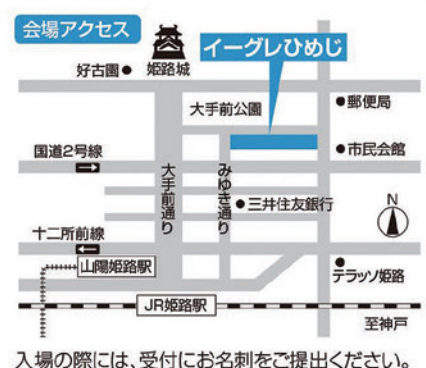 会場アクセス
イーグレひめじ
好古園
姫路城
大手前公園
郵便局
国道2号線
市民会館
大手前通り
みゆき通り
三井住友銀行
N
十二所前線
山陽姫路駅
テラッソ姫路
JR姫路駅
至神戸
入場の際には、受付にお名刺をご提出ください。